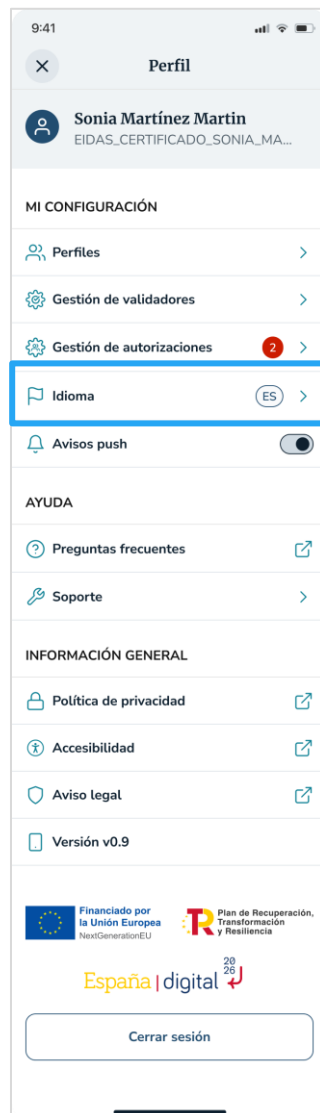 9:41
Perfil
Sonia Martínez Martin
EIDAS_CERTIFICADO_SONIA_MA...
MI CONFIGURACIÓN
Perfiles
Gestión de validadores
Gestión de autorizaciones 2
Idioma ES
Avisos push
AYUDA
Preguntas frecuentes
Soporte
INFORMACIÓN GENERAL
Política de privacidad
Accesibilidad
Aviso legal
Versión v0.9
Financiado por
la Unión Europea
NextGenerationEU
Plan de Recuperación,
Transformación
y Resiliencia
España | digital 2026
Cerrar sesión